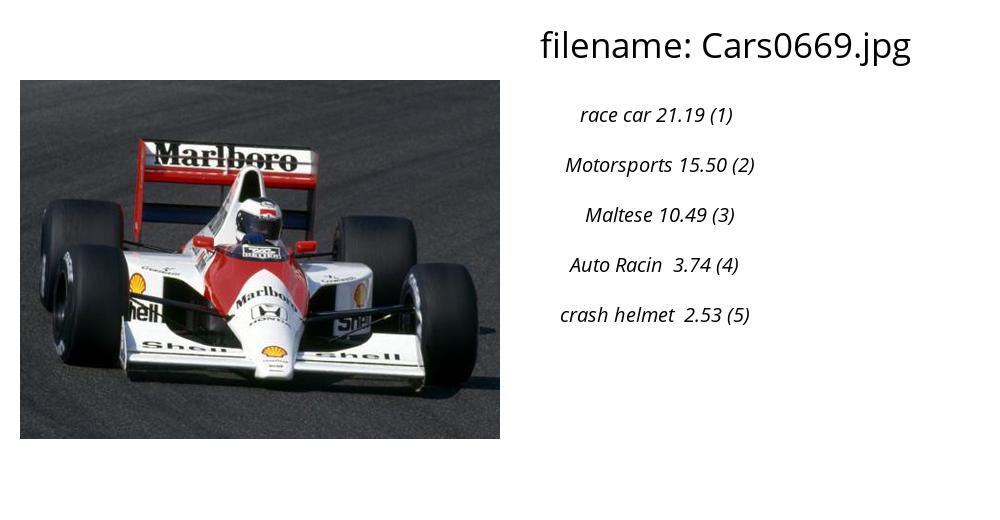 filename: Cars0669.jpg
race car 21.19 (1)
Motorsports 15.50 (2)
Maltese 10.49 (3)
Auto Racin 3.74 (4)
crash helmet 2.53 (5)
Marlboro
Marlboro
HONDA
Shell
Shell
Shell
Shell